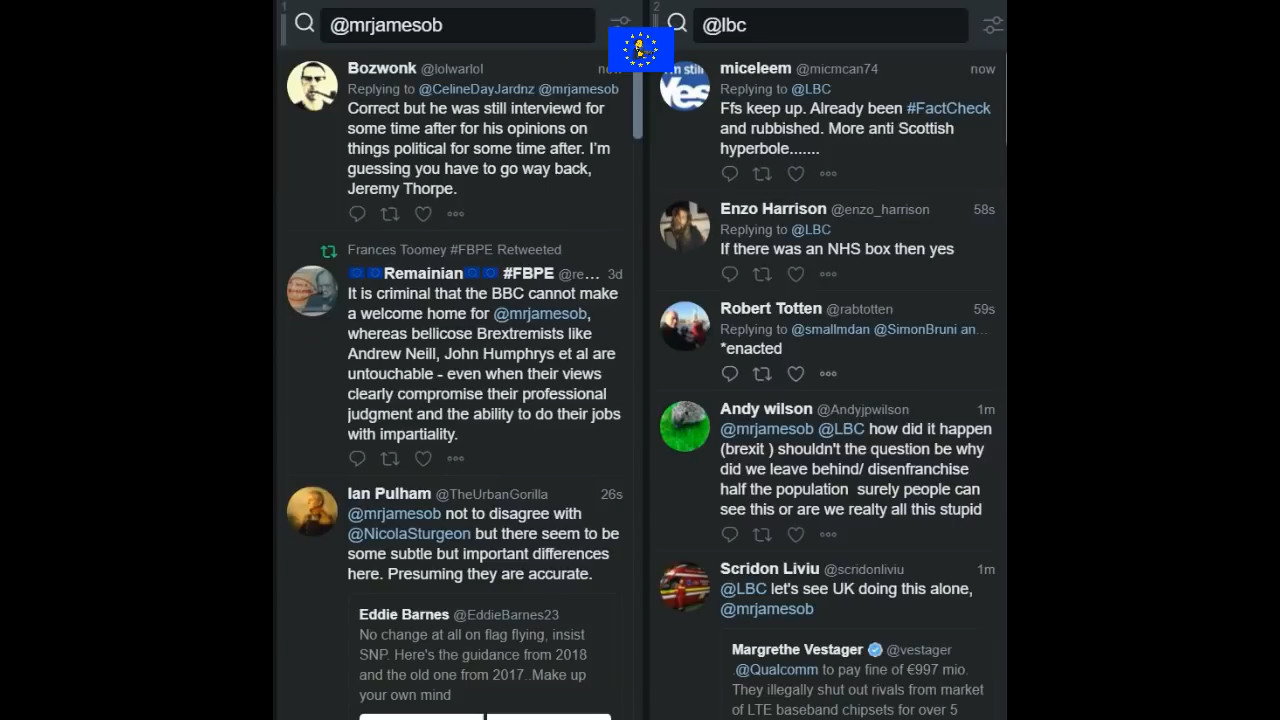 1
@mrjamesob
Bozwonk @lolwarlol
Replying to @CelineDayJardnz @mrjamesob
Correct but he was still interviewd for
some time after for his opinions on
things political for some time after. I'm
guessing you have to go way back,
Jeremy Thorpe.
Frances Toomey #FBPE Retweeted
Remainian #FBPE @re... 3d
It is criminal that the BBC cannot make
a welcome home for @mrjamesob,
whereas bellicose Brextremists like
Andrew Neill, John Humphrys et al are
untouchable - even when their views
clearly compromise their professional
judgment and the ability to do their jobs
with impartiality.
Ian Pulham @TheUrbanGorilla 26s
@mrjamesob not to disagree with
@NicolaSturgeon but there seem to be
some subtle but important differences
here. Presuming they are accurate.
Eddie Barnes @EddieBarnes23
No change at all on flag flying, insist
SNP. Here's the guidance from 2018
and the old one from 2017..Make up
your own mind
2
@lbc
miceleem @micmcan74 now
Replying to @LBC
Ffs keep up. Already been #FactCheck
and rubbished. More anti Scottish
hyperbole.......
Yes
Enzo Harrison @enzo_harrison 58s
Replying to @LBC
If there was an NHS box then yes
Robert Totten @rabtotten 59s
Replying to @smallmdan @SimonBruni an...
*enacted
Andy wilson @Andyjpwilson 1m
@mrjamesob @LBC how did it happen
(brexit ) shouldn't the question be why
did we leave behind/ disenfranchise
half the population surely people can
see this or are we realty all this stupid
Scridon Liviu @scridonliviu 1m
@LBC let's see UK doing this alone,
@mrjamesob
Margrethe Vestager @vestager
.@Qualcomm to pay fine of €997 mio.
They illegally shut out rivals from market
of LTE baseband chipsets for over 5